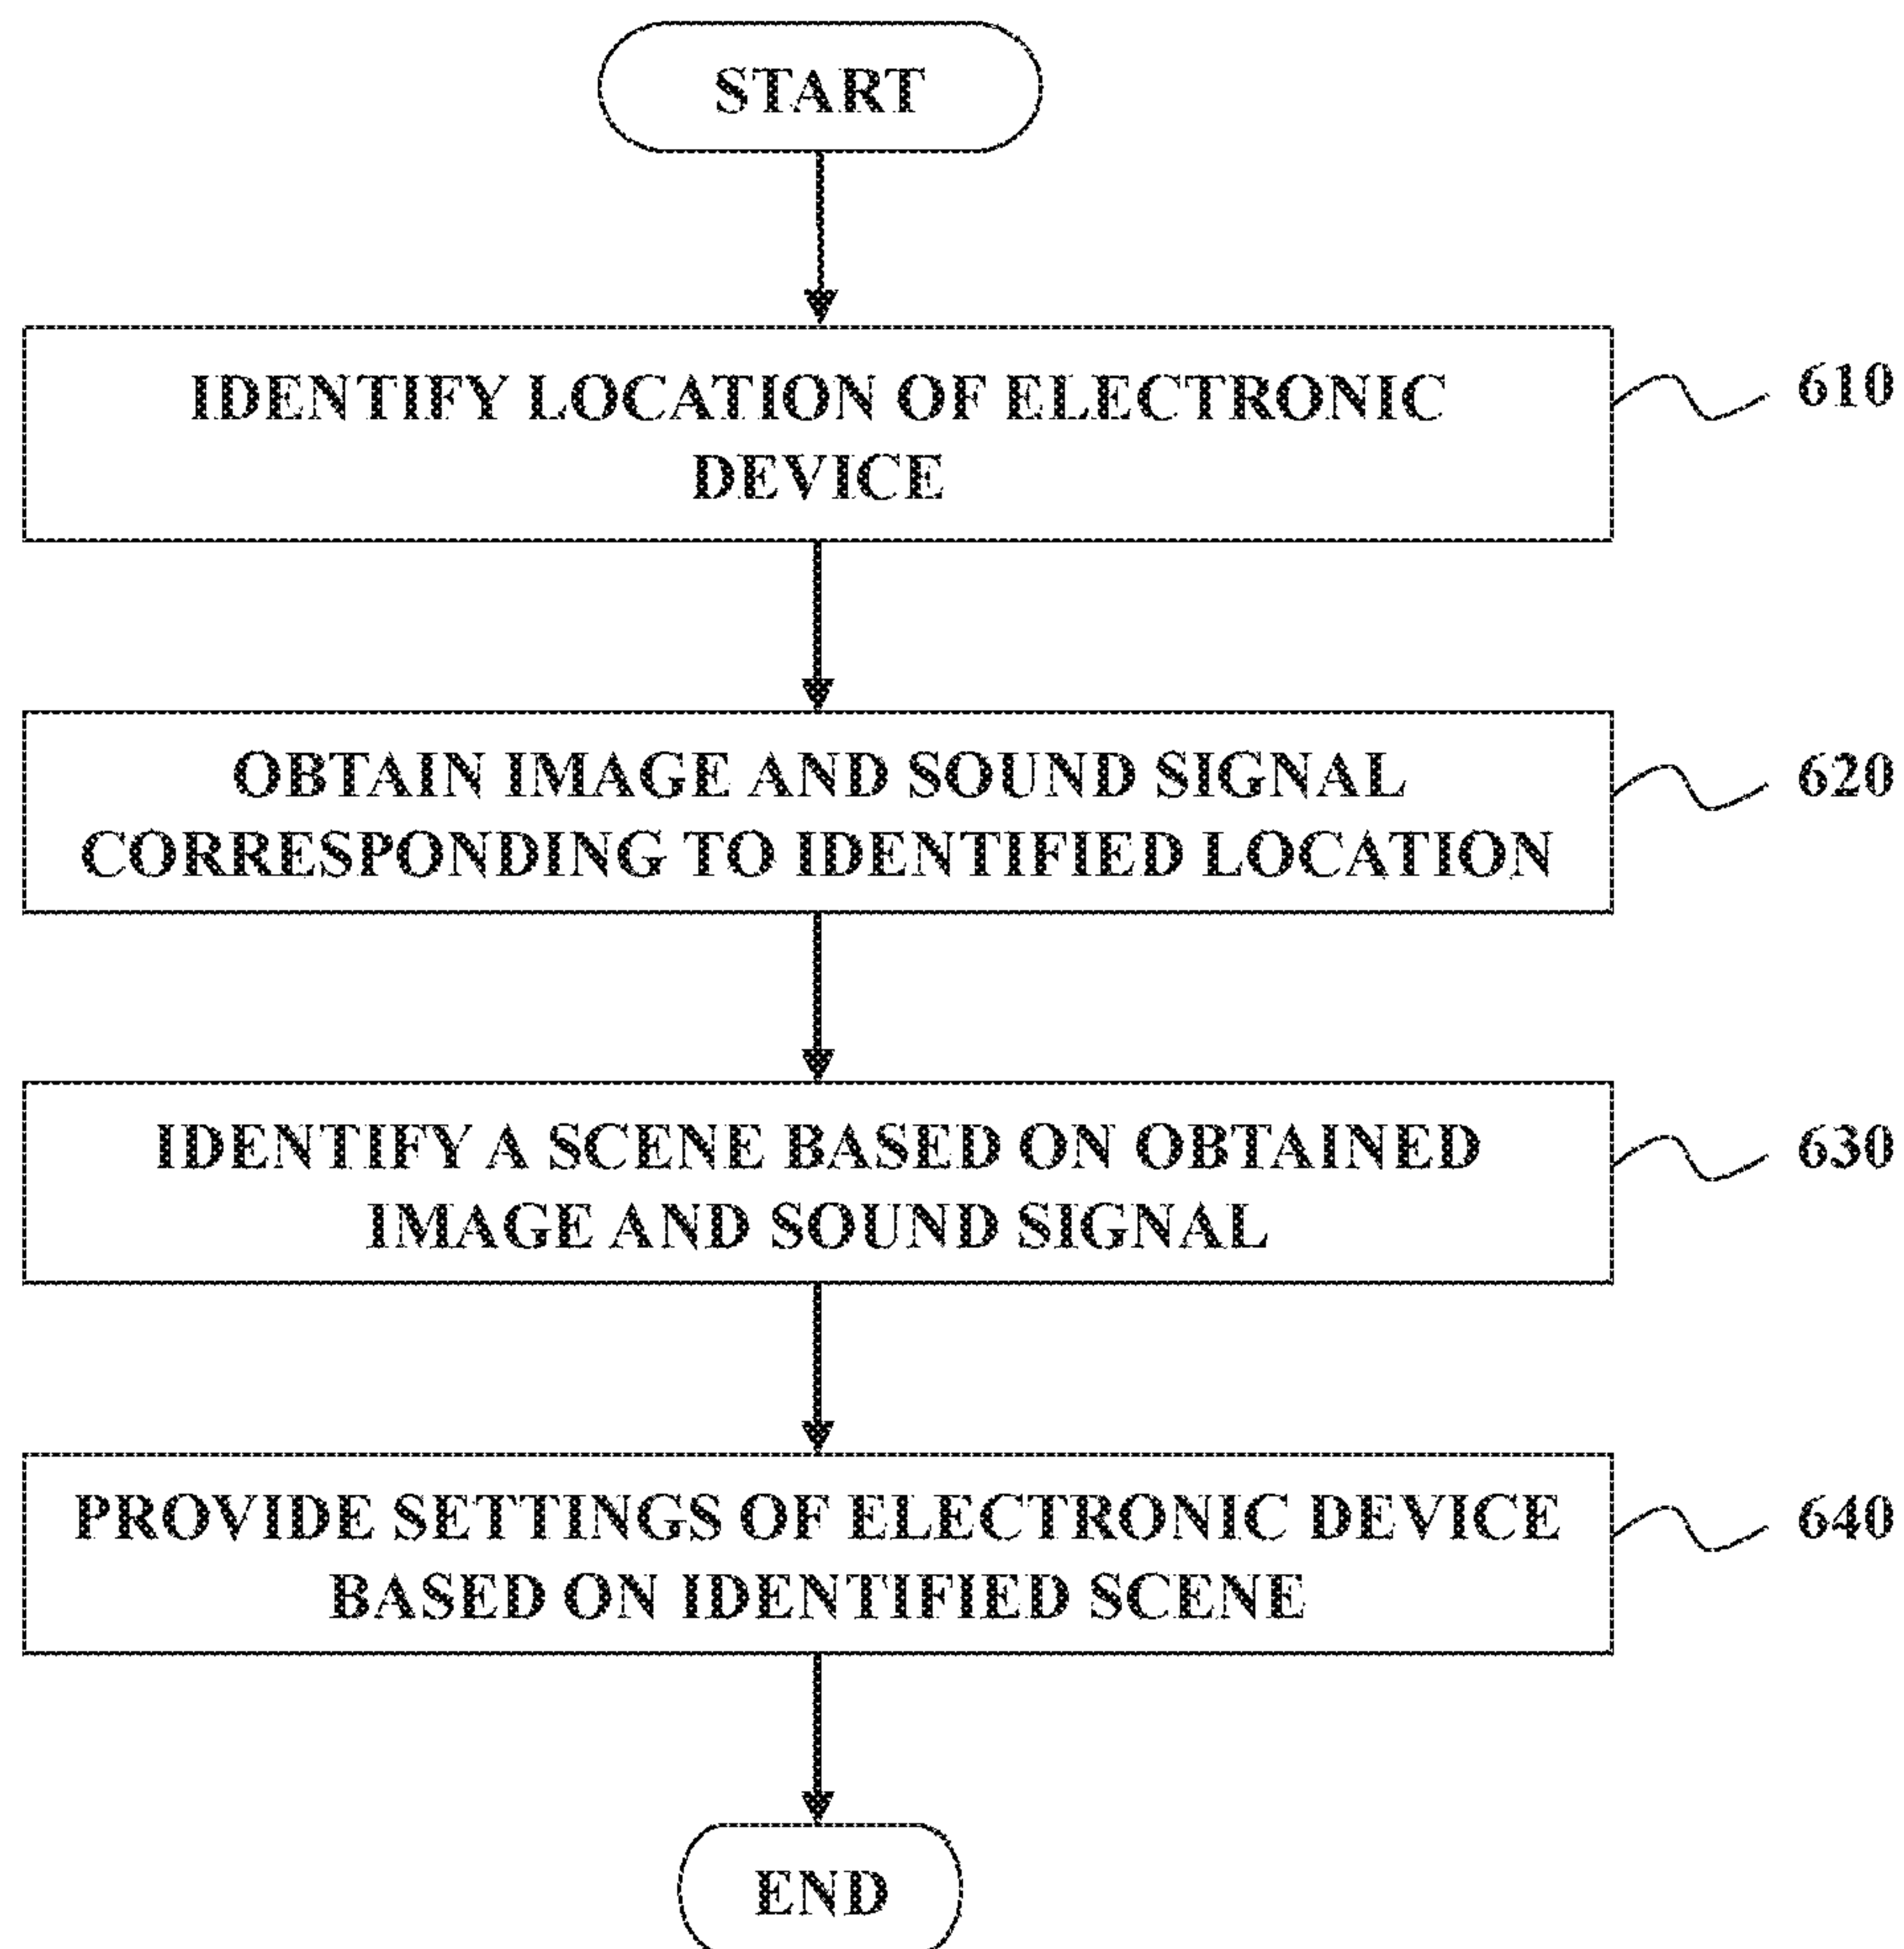 START
IDENTIFY LOCATION OF ELECTRONIC
DEVICE
610
OBTAIN IMAGE AND SOUND SIGNAL
CORRESPONDING TO IDENTIFIED LOCATION
620
IDENTIFY A SCENE BASED ON OBTAINED
IMAGE AND SOUND SIGNAL
630
PROVIDE SETTINGS OF ELECTRONIC DEVICE
BASED ON IDENTIFIED SCENE
640
END